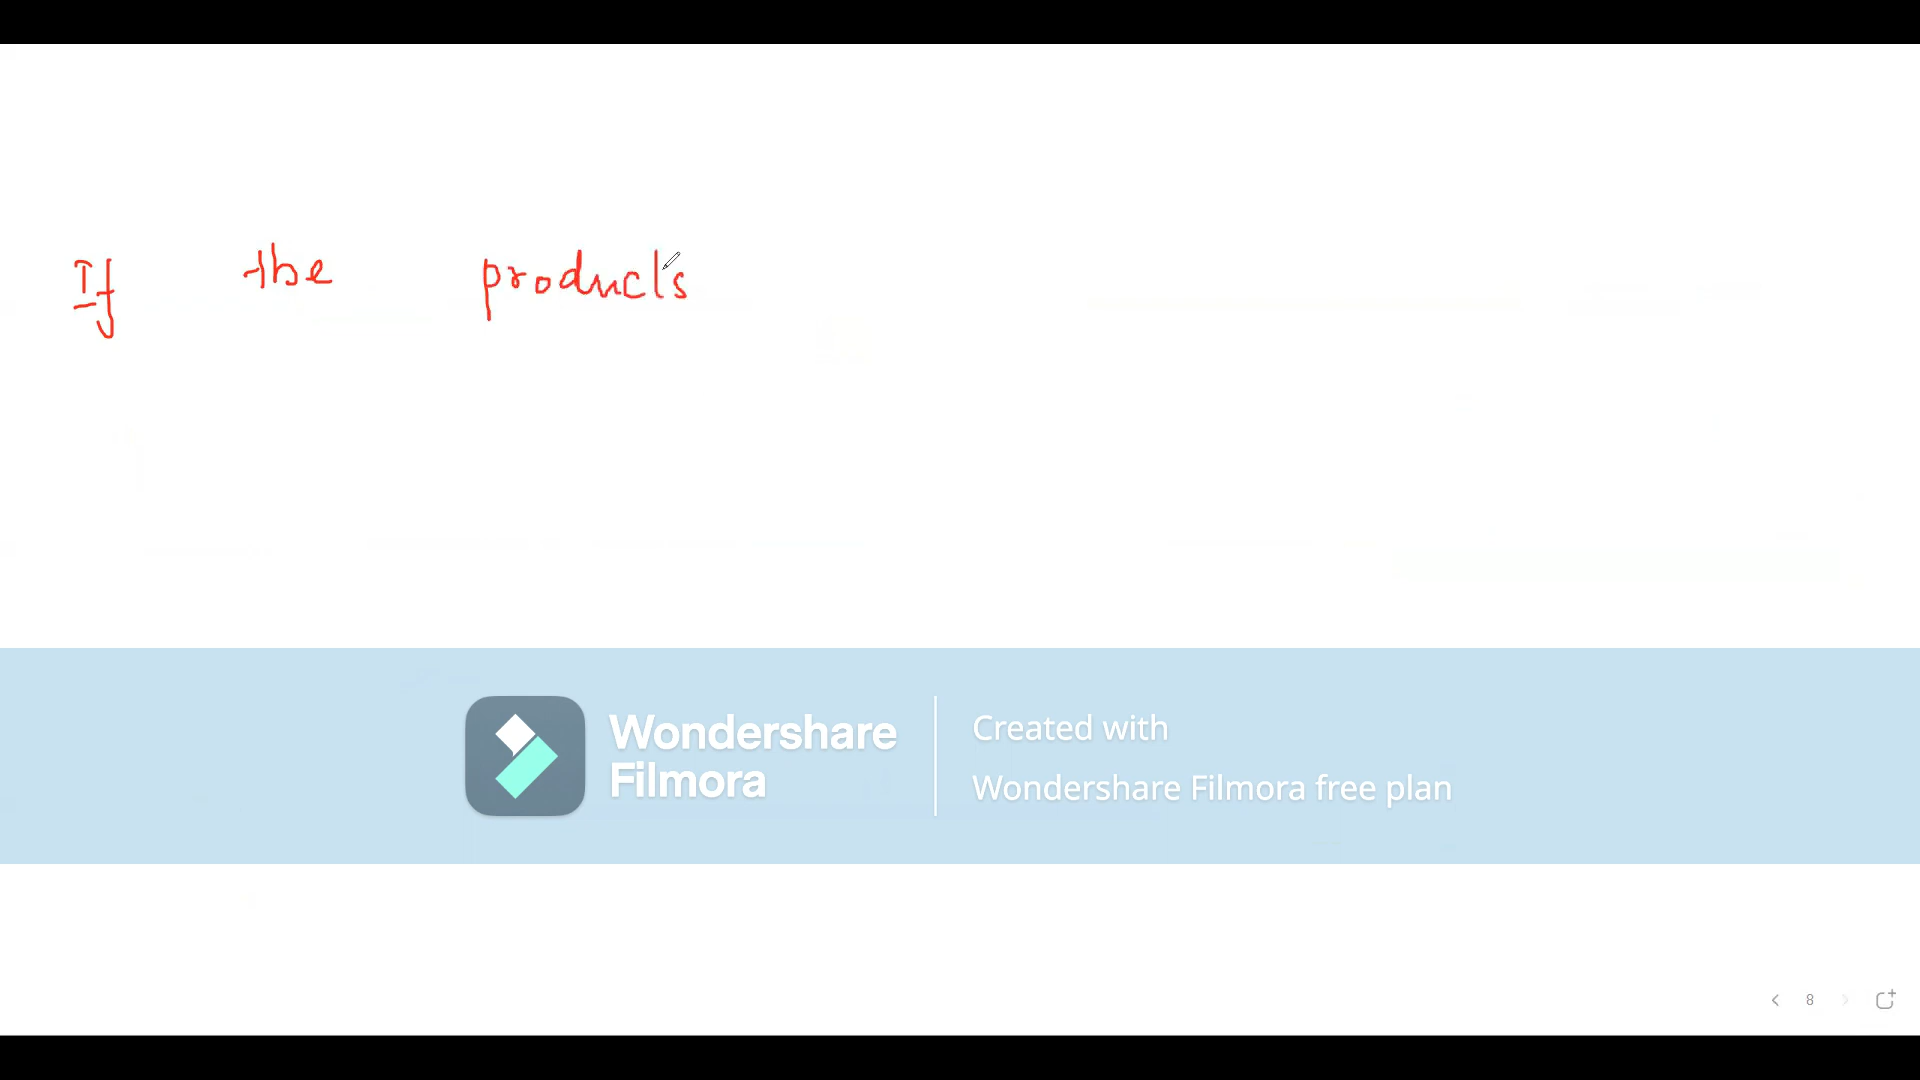 If the products
Wondershare
Filmora
Created with
Wondershare Filmora free plan
8